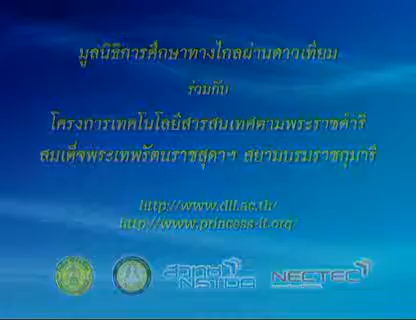 มูลนิธิการศึกษาทางไกลผ่านดาวเทียม
ร่วมกับ
โครงการเทคโนโลยีสารสนเทศตามพระราชดำริ
สมเด็จพระเทพรัตนราชสุดาฯ สยามบรมราชกุมารี
http://www.dlf.ac.th/
http://www.princess-it.org/
สวทช NECTEC
NSTDA